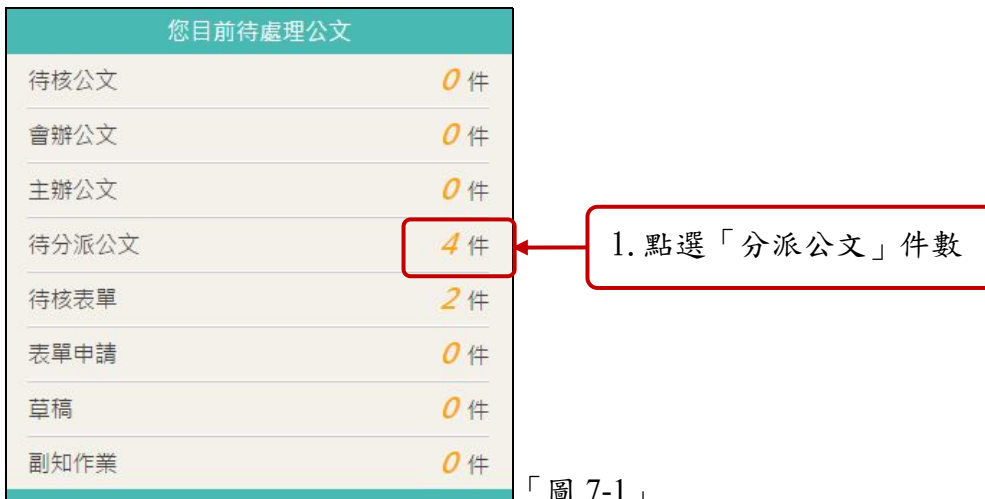 您目前待處理公文
待核公文 0 件
會辦公文 0 件
主辦公文 0 件
待分派公文 4 件
1. 點選「分派公文」件數
待核表單 2 件
表單申請 0 件
草稿 0 件
副知作業 0 件
「圖 7-1」